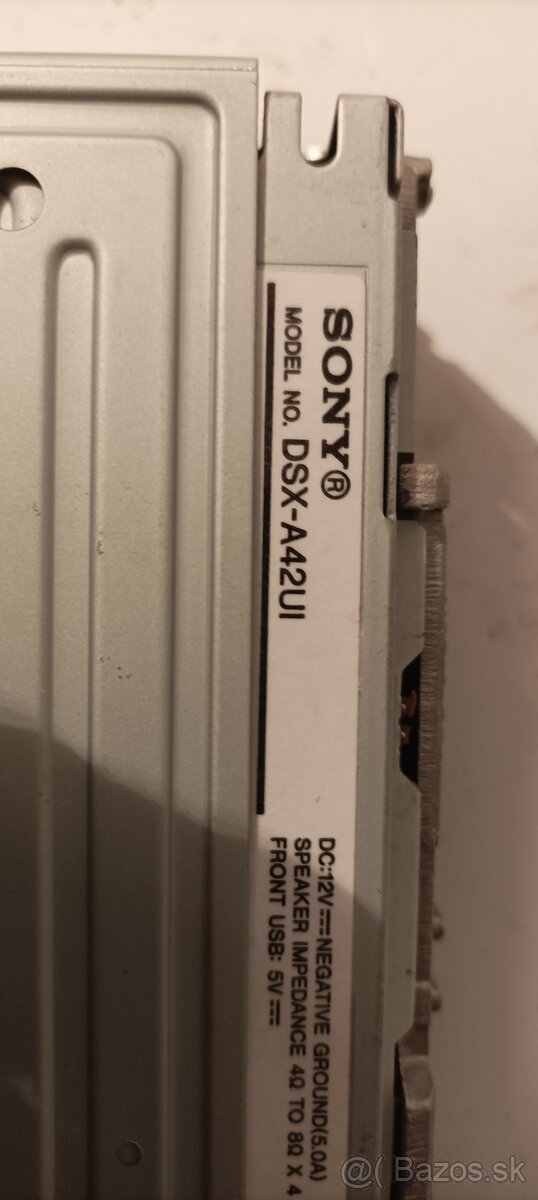 SONY®
MODEL NO. DSX-A42UI
DC:12V⎓NEGATIVE GROUND(5.0A)
SPEAKER IMPEDANCE 4Ω TO 8Ω X 4
FRONT USB: 5V⎓
@( Bazos.sk